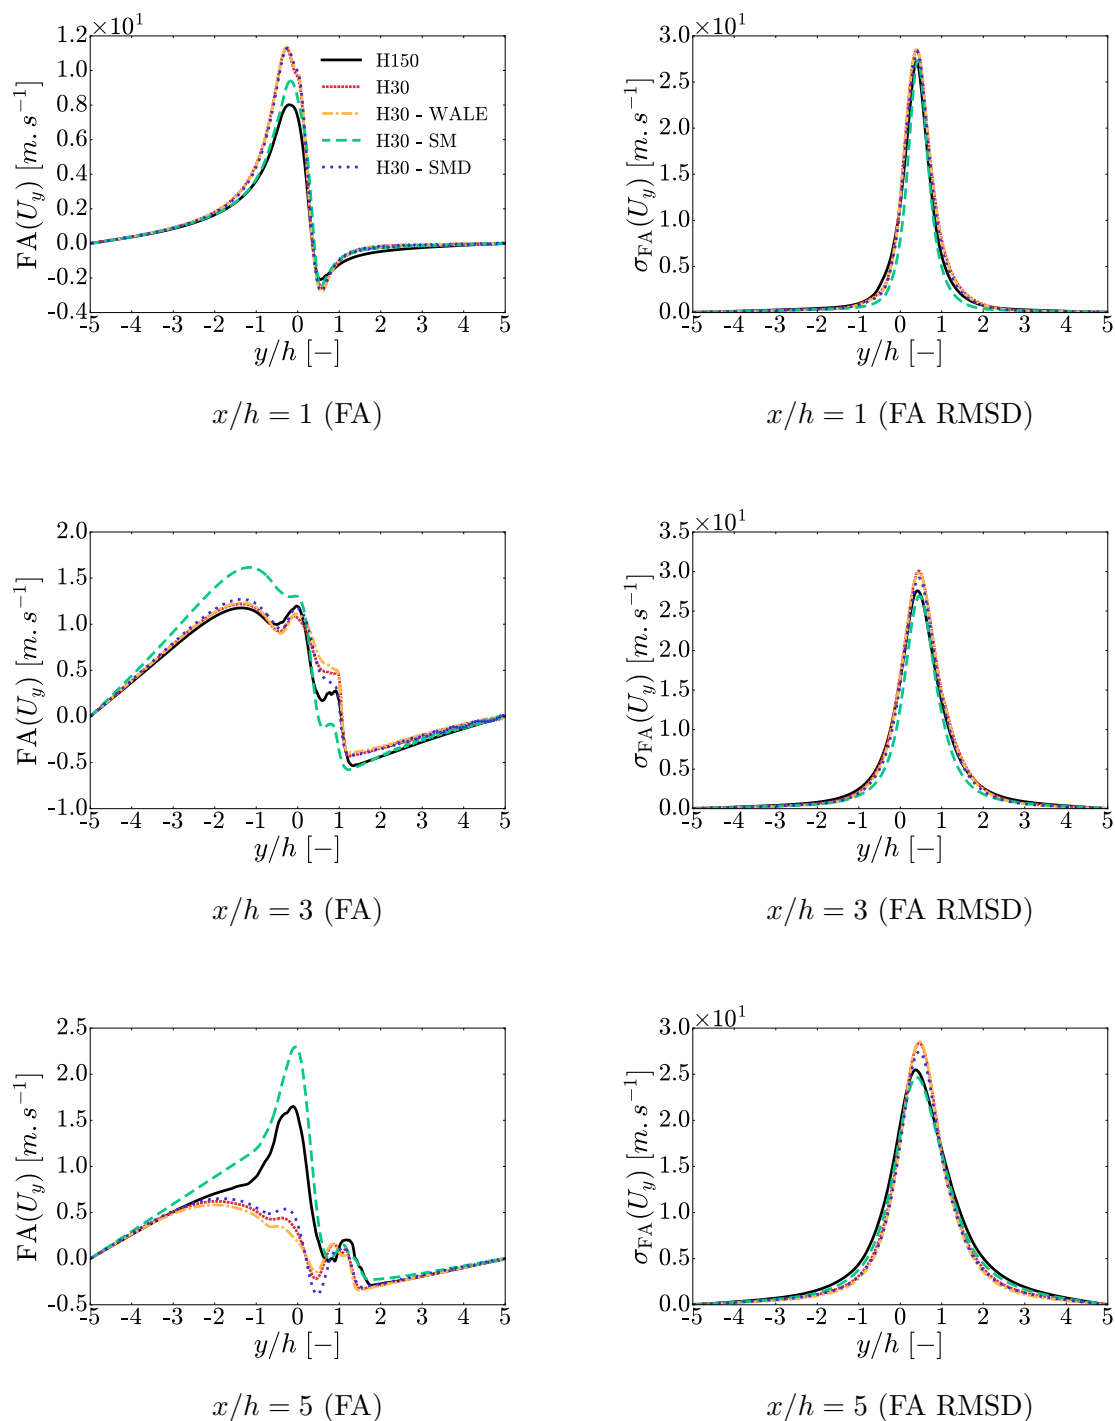 ×10¹
1.2
1.0
0.8
0.6
0.4
0.2
0.0
-0.2
-0.4
FA(U_y) [m.s⁻¹]
H150
H30
H30 - WALE
H30 - SM
H30 - SMD
-5 -4 -3 -2 -1 0 1 2 3 4 5
y/h [−]
x/h = 1 (FA)
×10¹
3.0
2.5
2.0
1.5
1.0
0.5
0.0
σ_FA(U_y) [m.s⁻¹]
-5 -4 -3 -2 -1 0 1 2 3 4 5
y/h [−]
x/h = 1 (FA RMSD)
2.0
1.5
1.0
0.5
0.0
-0.5
-1.0
FA(U_y) [m.s⁻¹]
-5 -4 -3 -2 -1 0 1 2 3 4 5
y/h [−]
x/h = 3 (FA)
×10¹
3.5
3.0
2.5
2.0
1.5
1.0
0.5
0.0
σ_FA(U_y) [m.s⁻¹]
-5 -4 -3 -2 -1 0 1 2 3 4 5
y/h [−]
x/h = 3 (FA RMSD)
2.5
2.0
1.5
1.0
0.5
0.0
-0.5
FA(U_y) [m.s⁻¹]
-5 -4 -3 -2 -1 0 1 2 3 4 5
y/h [−]
x/h = 5 (FA)
×10¹
3.0
2.5
2.0
1.5
1.0
0.5
0.0
σ_FA(U_y) [m.s⁻¹]
-5 -4 -3 -2 -1 0 1 2 3 4 5
y/h [−]
x/h = 5 (FA RMSD)